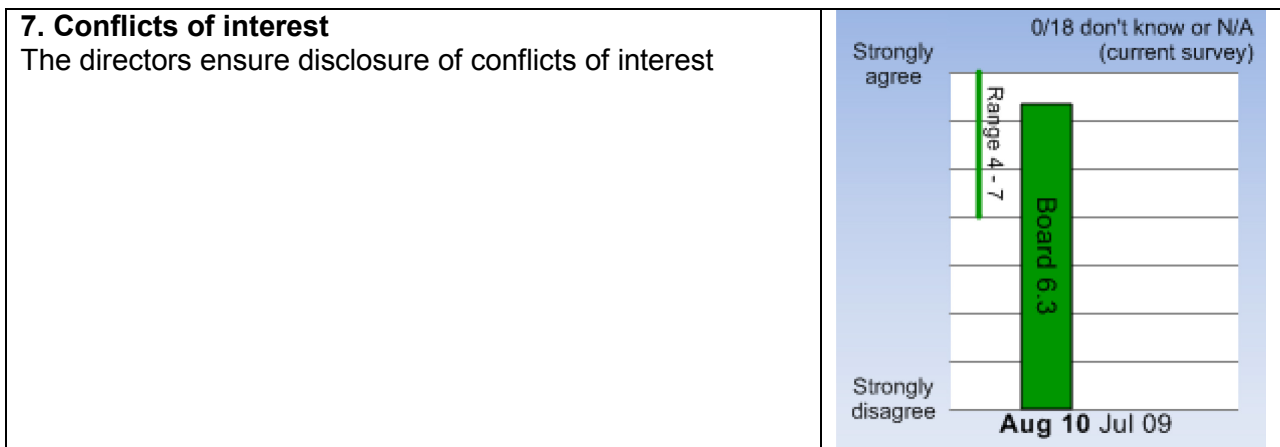 7. Conflicts of interest
The directors ensure disclosure of conflicts of interest
0/18 don't know or N/A
(current survey)
Strongly
agree
Range 4 - 7
Board 6.3
Strongly
disagree
Aug 10 Jul 09